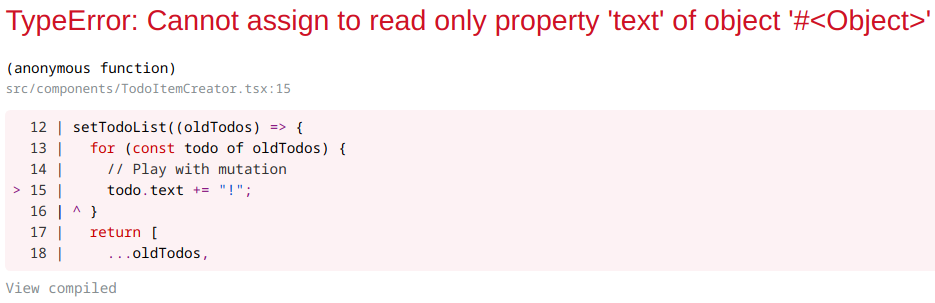 TypeError: Cannot assign to read only property 'text' of object '#<Object>'
(anonymous function)
src/components/TodoItemCreator.tsx:15
  12 | setTodoList((oldTodos) => {
  13 |   for (const todo of oldTodos) {
  14 |     // Play with mutation
> 15 |     todo.text += "!";
  16 | ^ }
  17 |   return [
  18 |     ...oldTodos,
View compiled